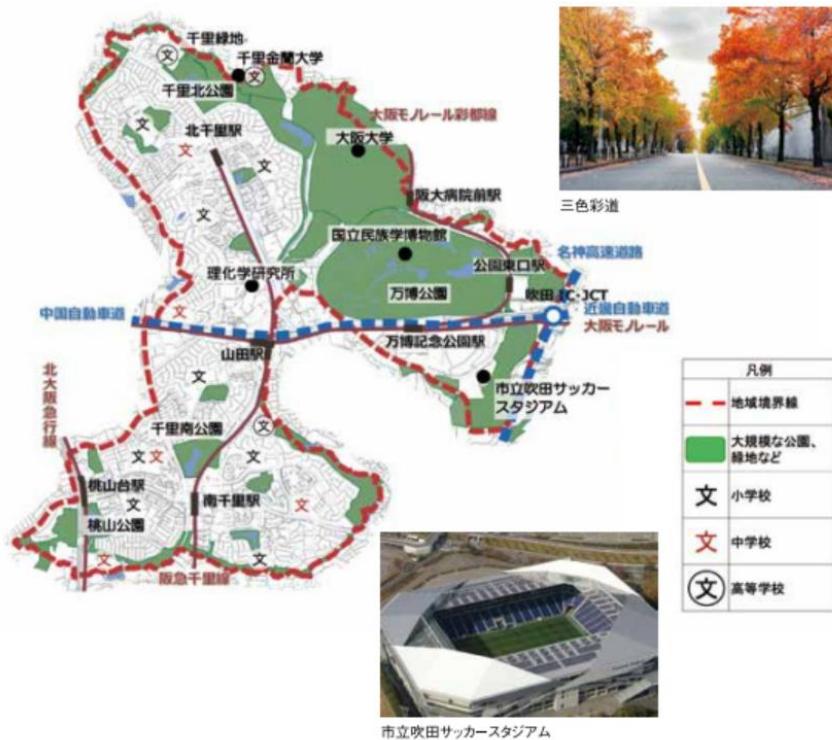 千里緑地
千里金蘭大学
千里北公園
大阪モノレール彩都線
北千里駅
大阪大学
阪大病院前駅
三色彩道
国立民族学博物館
名神高速道路
公園東口駅
理化学研究所
万博公園
吹田 IC・JCT
中国自動車道
近畿自動車道
大阪モノレール
万博記念公園駅
山田駅
北大阪急行線
市立吹田サッカー
スタジアム
千里南公園
桃山台駅
南千里駅
桃山公園
阪急千里線
凡例
地域境界線
大規模な公園、
緑地など
文 小学校
文 中学校
文 高等学校
市立吹田サッカースタジアム